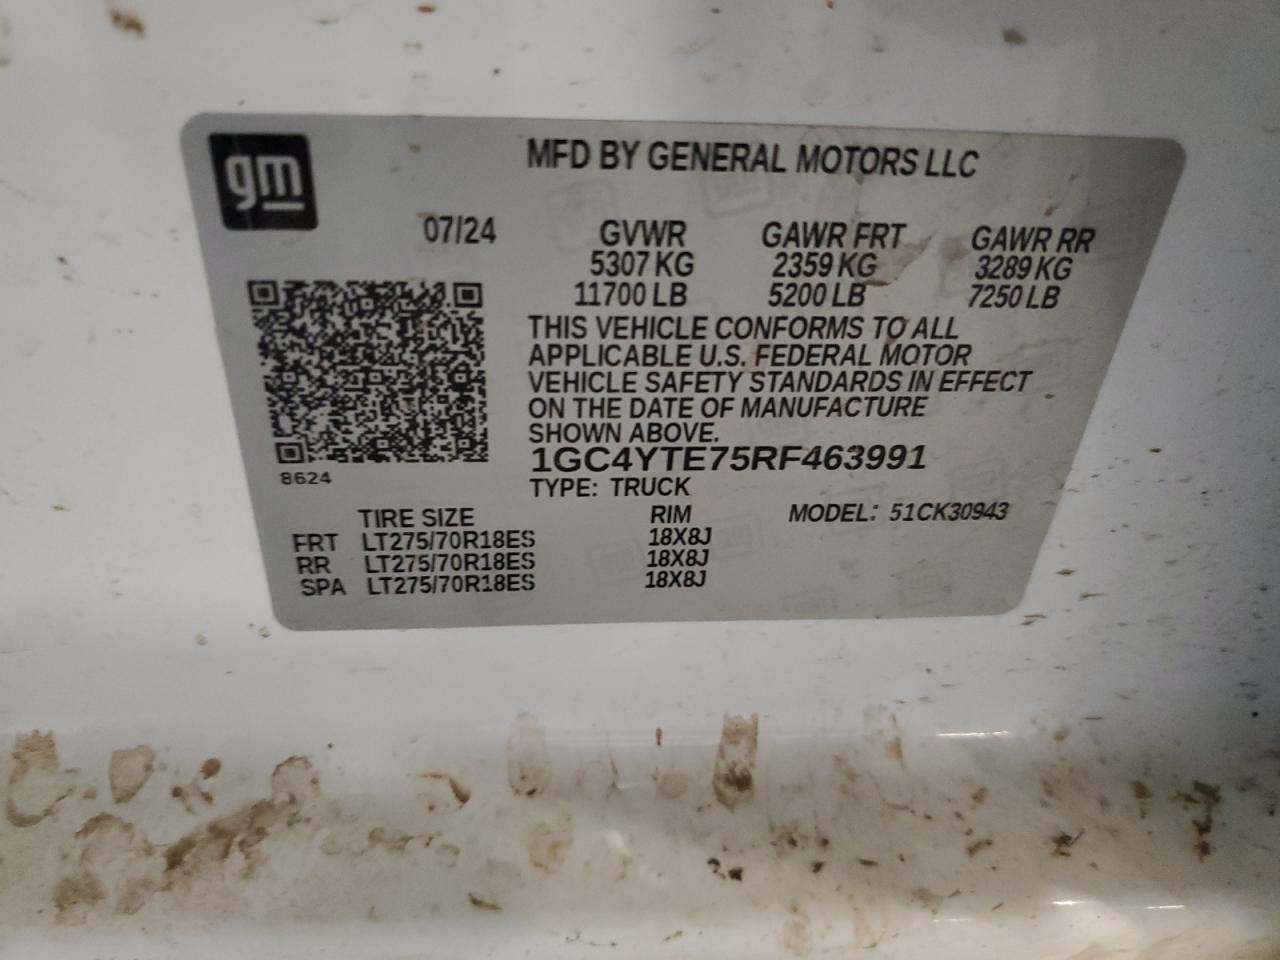 gm
MFD BY GENERAL MOTORS LLC
07/24 GVWR GAWR FRT GAWR RR
5307 KG 2359 KG 3289 KG
11700 LB 5200 LB 7250 LB
THIS VEHICLE CONFORMS TO ALL
APPLICABLE U.S. FEDERAL MOTOR
VEHICLE SAFETY STANDARDS IN EFFECT
ON THE DATE OF MANUFACTURE
SHOWN ABOVE.
1GC4YTE75RF463991
8624
TYPE: TRUCK
TIRE SIZE RIM MODEL: 51CK30943
FRT LT275/70R18ES 18X8J
RR LT275/70R18ES 18X8J
SPA LT275/70R18ES 18X8J